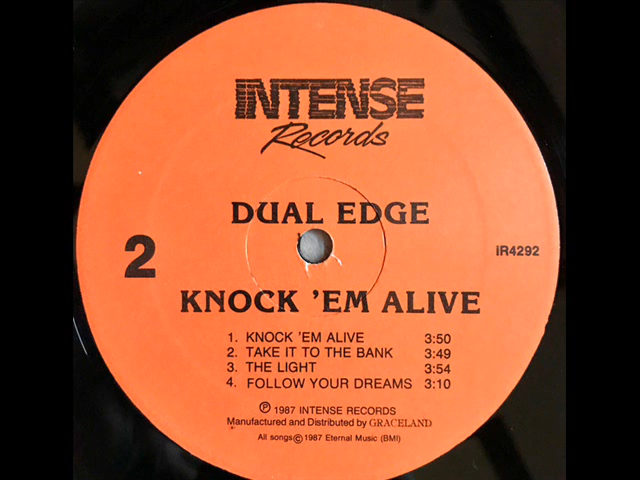 INTENSE
Records
DUAL EDGE
2
iR4292
KNOCK 'EM ALIVE
1. KNOCK 'EM ALIVE 3:50
2. TAKE IT TO THE BANK 3:49
3. THE LIGHT 3:54
4. FOLLOW YOUR DREAMS 3:10
Ⓟ 1987 INTENSE RECORDS
Manufactured and Distributed by GRACELAND
All songs © 1987 Eternal Music (BMI)